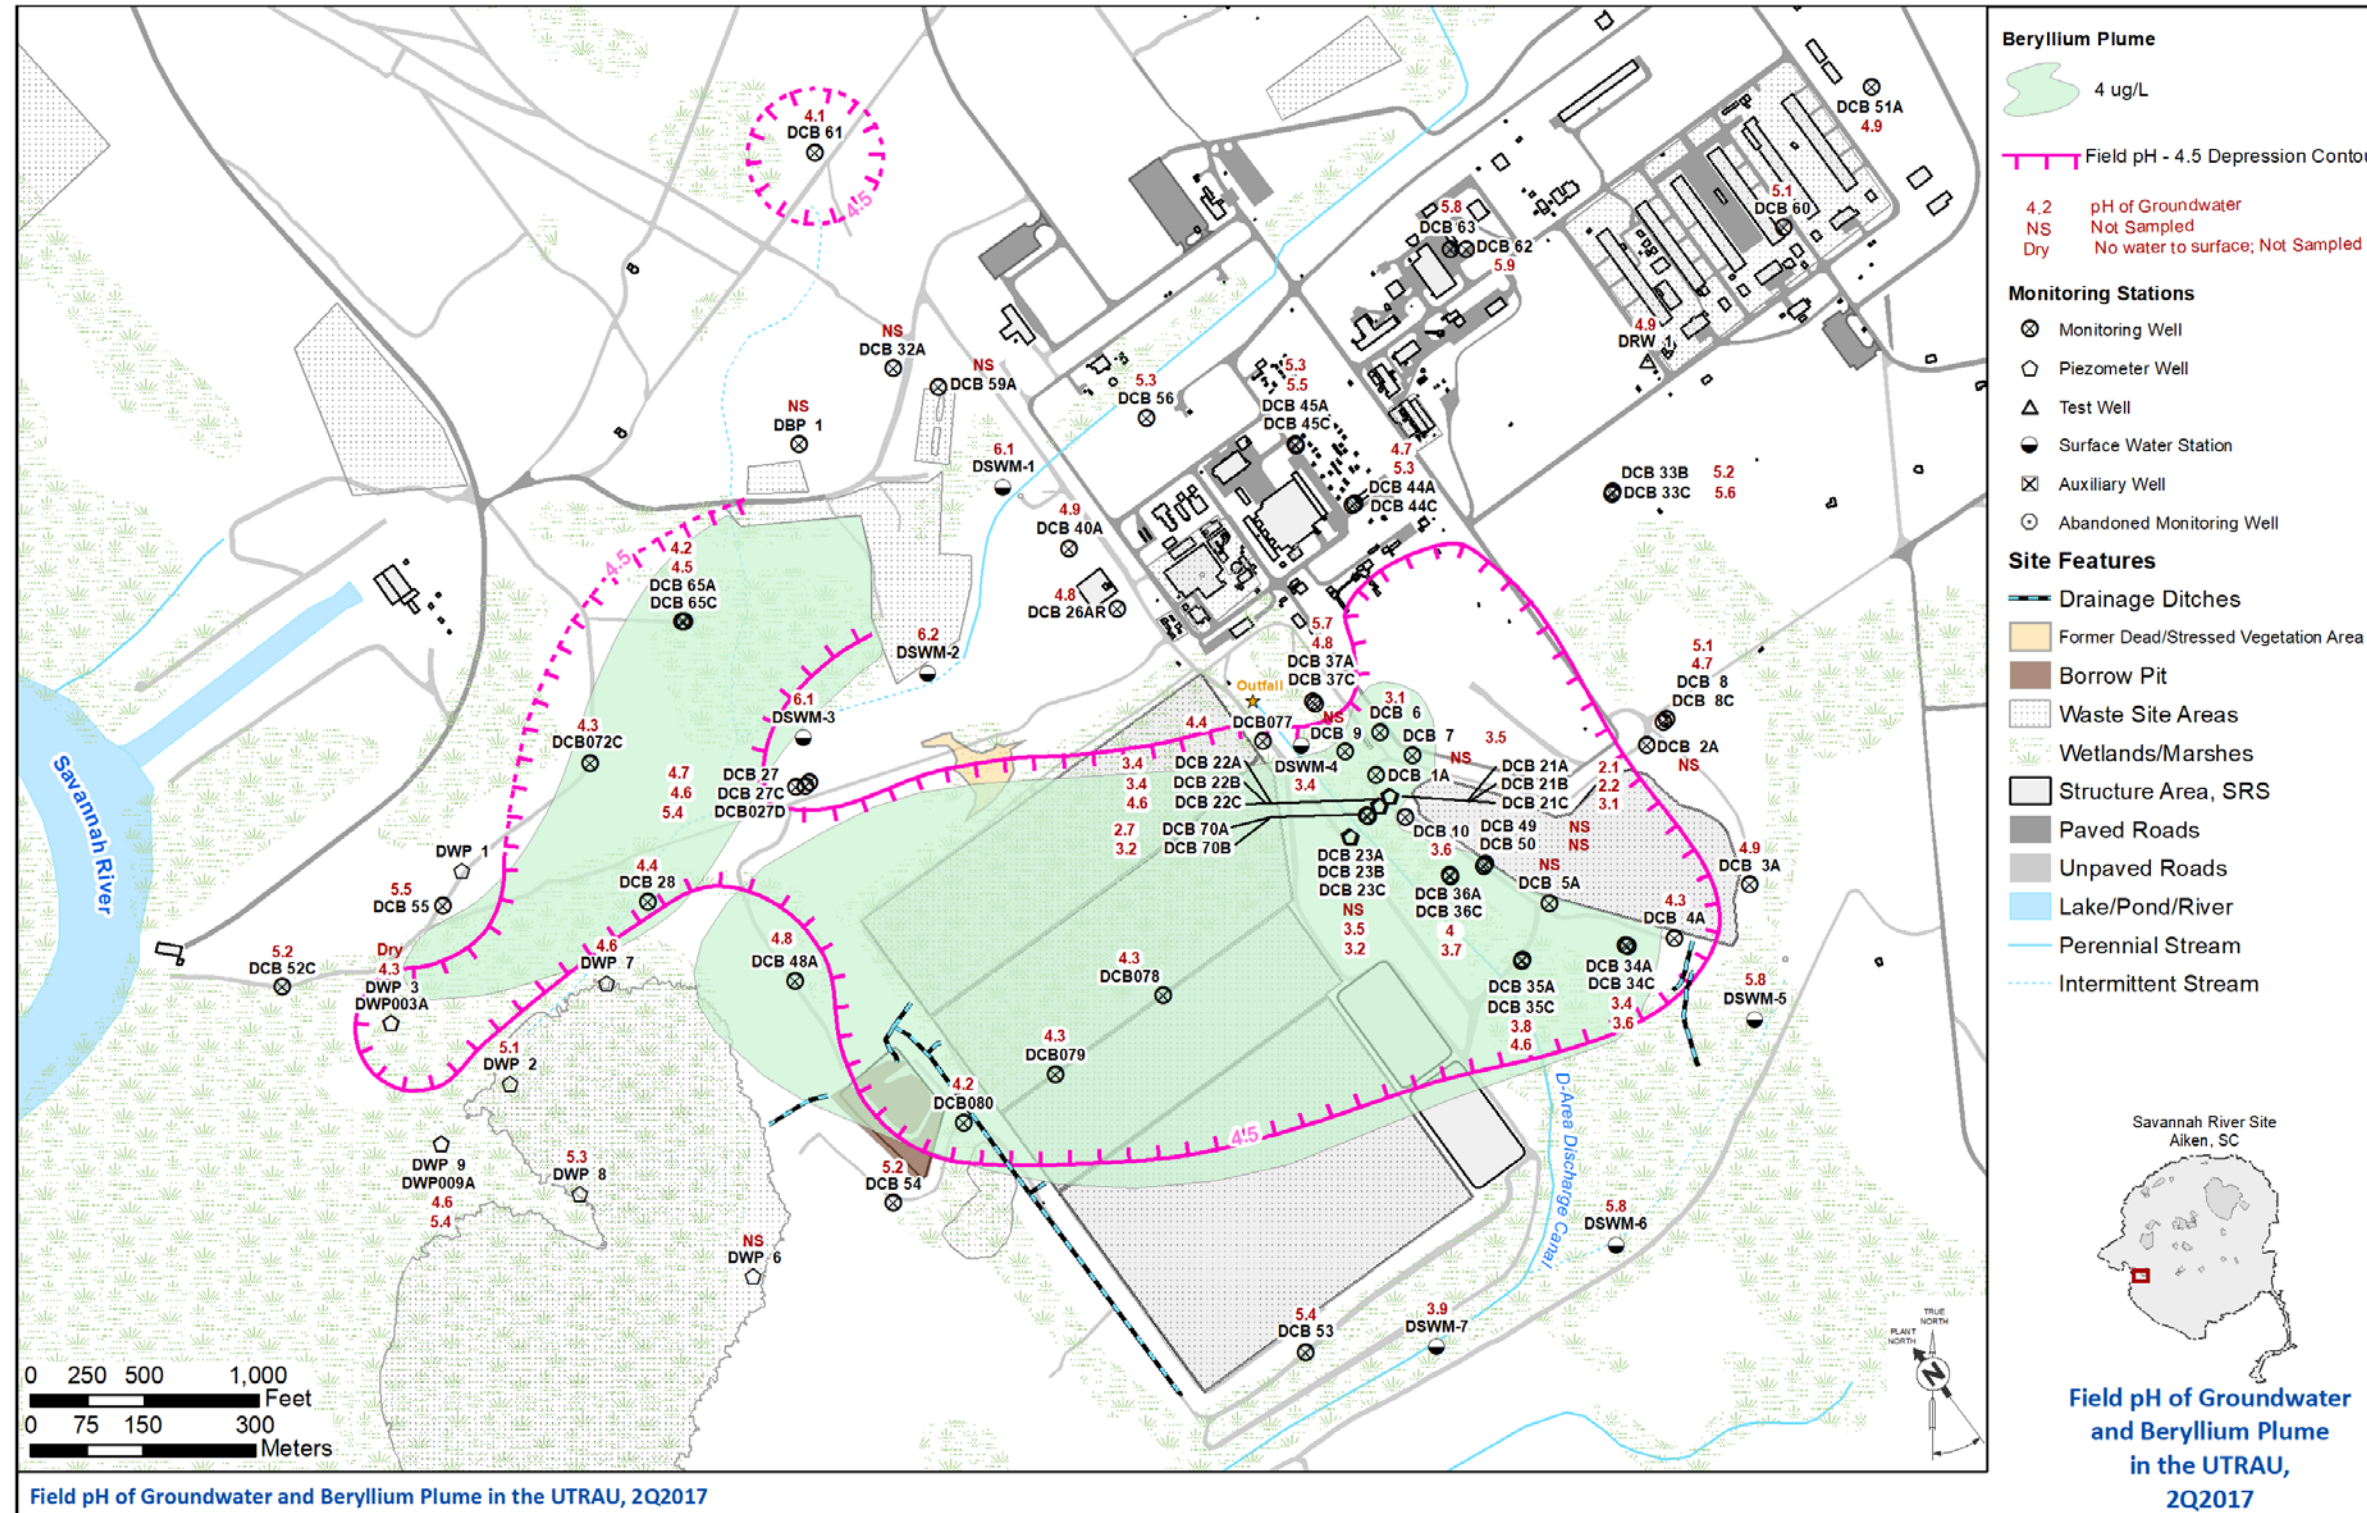 4.1
DCB 61
4.5
DCB 51A
4.9
5.1
DCB 60
5.8
DCB 63
DCB 62
5.9
4.9
DRW 1
NS
DCB 32A
NS
DCB 59A
NS
DBP 1
5.3
DCB 56
5.3
5.5
DCB 45A
DCB 45C
6.1
DSWM-1
4.7
5.3
DCB 44A
DCB 44C
DCB 33B 5.2
DCB 33C 5.6
4.9
DCB 40A
4.8
DCB 26AR
4.5
4.2
4.5
DCB 65A
DCB 65C
6.2
DSWM-2
5.7
4.8
DCB 37A
DCB 37C
5.1
4.7
DCB 8
DCB 8C
DCB 2A
NS
Outfall
6.1
DSWM-3
4.3
DCB072C
4.4
DCB077
NS
DCB 9
3.1
DCB 6
DCB 7
3.5
NS
DSWM-4
3.4
DCB 1A
3.4
3.4
4.6
DCB 22A
DCB 22B
DCB 22C
DCB 21A
DCB 21B
DCB 21C
2.1
2.2
3.1
4.7
4.6
5.4
DCB 27
DCB 27C
DCB027D
2.7
3.2
DCB 70A
DCB 70B
DCB 10
3.6
DCB 49
DCB 50
NS
NS
DCB 23A
DCB 23B
DCB 23C
NS
3.5
3.2
DCB 36A
DCB 36C
4
3.7
NS
DCB 5A
4.9
DCB 3A
4.3
DCB 4A
DWP 1
5.5
DCB 55
4.4
DCB 28
5.2
DCB 52C
Dry
4.3
DWP 3
DWP003A
4.6
DWP 7
4.8
DCB 48A
4.3
DCB078
DCB 35A
DCB 35C
3.8
4.6
DCB 34A
DCB 34C
3.4
3.6
5.8
DSWM-5
5.1
DWP 2
4.3
DCB079
4.2
DCB080
4.5
D-Area Discharge Canal
DWP 9
DWP009A
4.6
5.4
5.3
DWP 8
5.2
DCB 54
NS
DWP 6
5.8
DSWM-6
5.4
DCB 53
3.9
DSWM-7
Savannah River
0 250 500 1,000
Feet
0 75 150 300
Meters
TRUE
NORTH
PLANT
NORTH
N
Field pH of Groundwater and Beryllium Plume in the UTRAU, 2Q2017
Beryllium Plume
4 ug/L
Field pH - 4.5 Depression Contou
4.2 pH of Groundwater
NS Not Sampled
Dry No water to surface; Not Sampled
Monitoring Stations
Monitoring Well
Piezometer Well
Test Well
Surface Water Station
Auxiliary Well
Abandoned Monitoring Well
Site Features
Drainage Ditches
Former Dead/Stressed Vegetation Area
Borrow Pit
Waste Site Areas
Wetlands/Marshes
Structure Area, SRS
Paved Roads
Unpaved Roads
Lake/Pond/River
Perennial Stream
Intermittent Stream
Savannah River Site
Aiken, SC
Field pH of Groundwater
and Beryllium Plume
in the UTRAU,
2Q2017